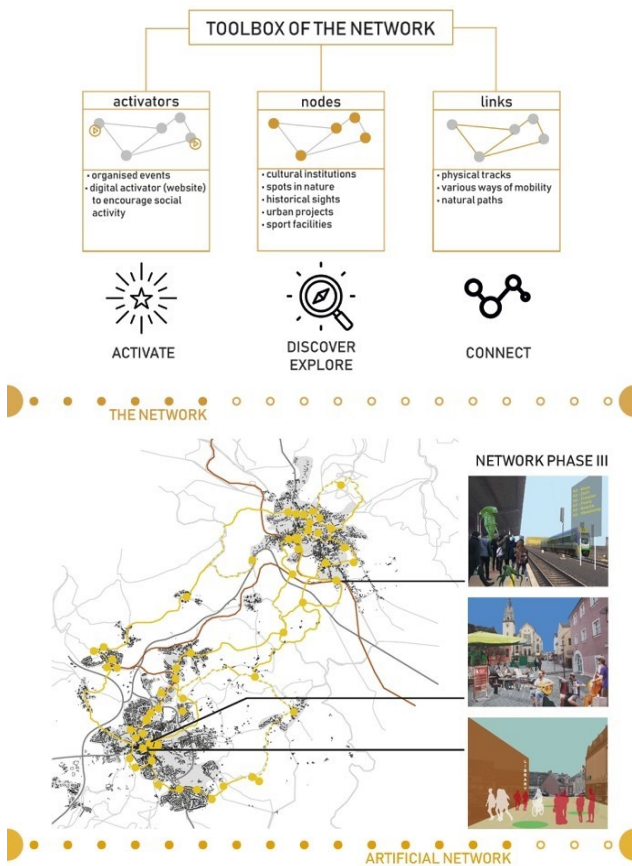 TOOLBOX OF THE NETWORK
activators
• organised events
• digital activator (website)
to encourage social
activity
nodes
• cultural institutions
• spots in nature
• historical sights
• urban projects
• sport facilities
links
• physical tracks
• various ways of mobility
• natural paths
ACTIVATE
DISCOVER
EXPLORE
CONNECT
THE NETWORK
NETWORK PHASE III
ARTIFICIAL NETWORK